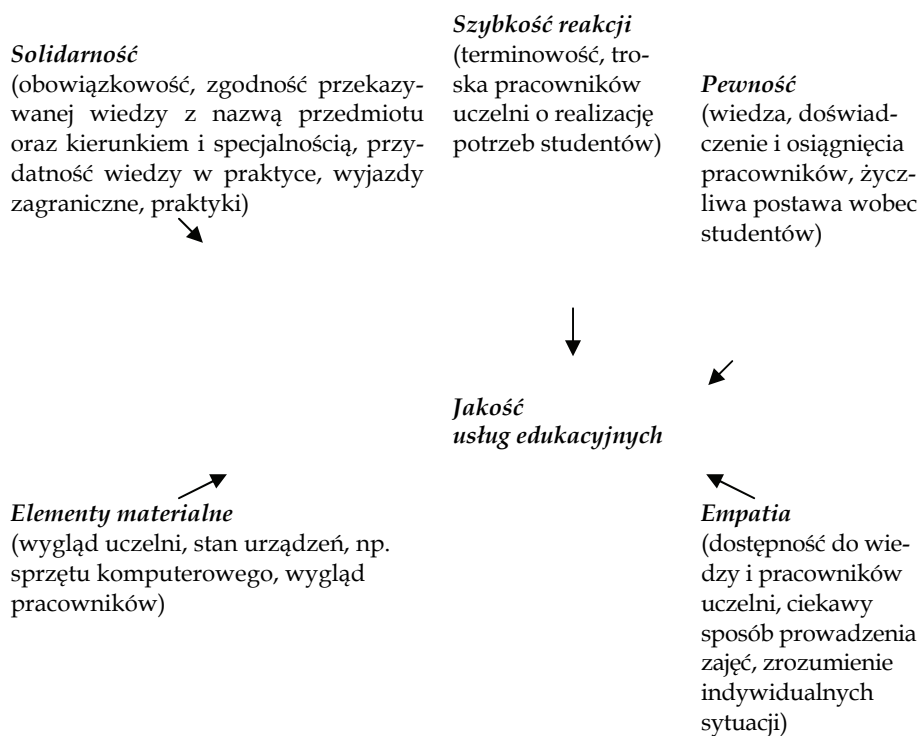 Solidarność
(obowiązkowość, zgodność przekazy-
wanej wiedzy z nazwą przedmiotu
oraz kierunkiem i specjalnością, przy-
datność wiedzy w praktyce, wyjazdy
zagraniczne, praktyki)
Szybkość reakcji
(terminowość, tro-
ska pracowników
uczelni o realizację
potrzeb studentów)
Pewność
(wiedza, doświad-
czenie i osiągnięcia
pracowników, życz-
liwa postawa wobec
studentów)
Jakość
usług edukacyjnych
Elementy materialne
(wygląd uczelni, stan urządzeń, np.
sprzętu komputerowego, wygląd
pracowników)
Empatia
(dostępność do wie-
dzy i pracowników
uczelni, ciekawy
sposób prowadzenia
zajęć, zrozumienie
indywidualnych
sytuacji)